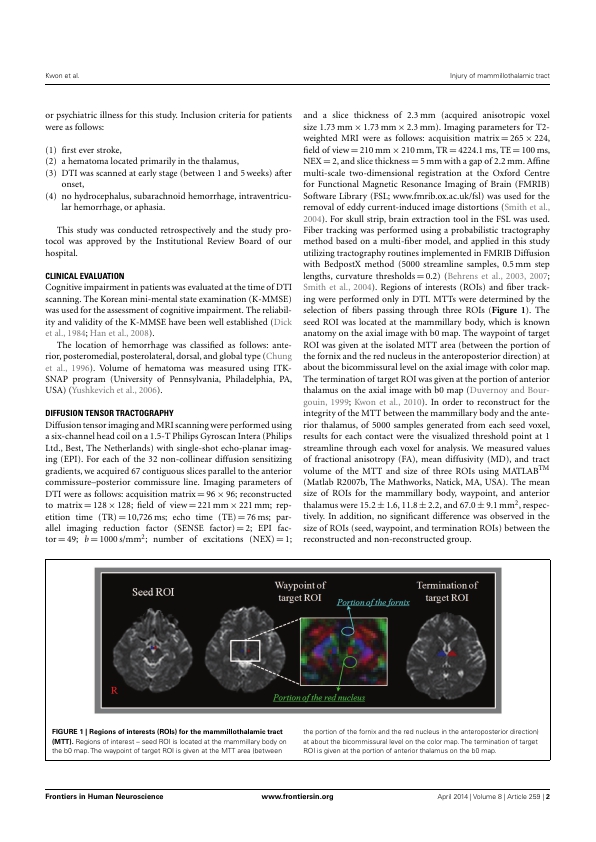 Kwon et al.
Injury of mammillothalamic tract
or psychiatric illness for this study. Inclusion criteria for patients
were as follows:
(1) first ever stroke,
(2) a hematoma located primarily in the thalamus,
(3) DTI was scanned at early stage (between 1 and 5 weeks) after
onset,
(4) no hydrocephalus, subarachnoid hemorrhage, intraventricu-
lar hemorrhage, or aphasia.
This study was conducted retrospectively and the study pro-
tocol was approved by the Institutional Review Board of our
hospital.
CLINICAL EVALUATION
Cognitive impairment in patients was evaluated at the time of DTI
scanning. The Korean mini-mental state examination (K-MMSE)
was used for the assessment of cognitive impairment. The reliabil-
ity and validity of the K-MMSE have been well established (Dick
et al., 1984; Han et al., 2008).
The location of hemorrhage was classified as follows: ante-
rior, posteromedial, posterolateral, dorsal, and global type (Chung
et al., 1996). Volume of hematoma was measured using ITK-
SNAP program (University of Pennsylvania, Philadelphia, PA,
USA) (Yushkevich et al., 2006).
DIFFUSION TENSOR TRACTOGRAPHY
Diffusion tensor imaging and MRI scanning were performed using
a six-channel head coil on a 1.5-T Philips Gyroscan Intera (Philips
Ltd., Best, The Netherlands) with single-shot echo-planar imag-
ing (EPI). For each of the 32 non-collinear diffusion sensitizing
gradients, we acquired 67 contiguous slices parallel to the anterior
commissure–posterior commissure line. Imaging parameters of
DTI were as follows: acquisition matrix = 96 × 96; reconstructed
to matrix = 128 × 128; field of view = 221 mm × 221 mm; rep-
etition time (TR) = 10,726 ms; echo time (TE) = 76 ms; par-
allel imaging reduction factor (SENSE factor) = 2; EPI fac-
tor = 49; b = 1000 s/mm²; number of excitations (NEX) = 1;
and a slice thickness of 2.3 mm (acquired anisotropic voxel
size 1.73 mm × 1.73 mm × 2.3 mm). Imaging parameters for T2-
weighted MRI were as follows: acquisition matrix = 265 × 224,
field of view = 210 mm × 210 mm, TR = 4224.1 ms, TE = 100 ms,
NEX = 2, and slice thickness = 5 mm with a gap of 2.2 mm. Affine
multi-scale two-dimensional registration at the Oxford Centre
for Functional Magnetic Resonance Imaging of Brain (FMRIB)
Software Library (FSL; www.fmrib.ox.ac.uk/fsl) was used for the
removal of eddy current-induced image distortions (Smith et al.,
2004). For skull strip, brain extraction tool in the FSL was used.
Fiber tracking was performed using a probabilistic tractography
method based on a multi-fiber model, and applied in this study
utilizing tractography routines implemented in FMRIB Diffusion
with BedpostX method (5000 streamline samples, 0.5 mm step
lengths, curvature thresholds = 0.2) (Behrens et al., 2003, 2007;
Smith et al., 2004). Regions of interests (ROIs) and fiber track-
ing were performed only in DTI. MTTs were determined by the
selection of fibers passing through three ROIs (Figure 1). The
seed ROI was located at the mammillary body, which is known
anatomy on the axial image with b0 map. The waypoint of target
ROI was given at the isolated MTT area (between the portion of
the fornix and the red nucleus in the anteroposterior direction) at
about the bicommissural level on the axial image with color map.
The termination of target ROI was given at the portion of anterior
thalamus on the axial image with b0 map (Duvernoy and Bour-
gouin, 1999; Kwon et al., 2010). In order to reconstruct for the
integrity of the MTT between the mammillary body and the ante-
rior thalamus, of 5000 samples generated from each seed voxel,
results for each contact were the visualized threshold point at 1
streamline through each voxel for analysis. We measured values
of fractional anisotropy (FA), mean diffusivity (MD), and tract
volume of the MTT and size of three ROIs using MATLAB™
(Matlab R2007b, The Mathworks, Natick, MA, USA). The mean
size of ROIs for the mammillary body, waypoint, and anterior
thalamus were 15.2 ± 1.6, 11.8 ± 2.2, and 67.0 ± 9.1 mm², respec-
tively. In addition, no significant difference was observed in the
size of ROIs (seed, waypoint, and termination ROIs) between the
reconstructed and non-reconstructed group.
Seed ROI
Waypoint of
target ROI
Termination of
target ROI
Portion of the fornix
R
Portion of the red nucleus
FIGURE 1 | Regions of interests (ROIs) for the mammillothalamic tract
(MTT). Regions of interest – seed ROI is located at the mammillary body on
the b0 map. The waypoint of target ROI is given at the MTT area (between
the portion of the fornix and the red nucleus in the anteroposterior direction)
at about the bicommissural level on the color map. The termination of target
ROI is given at the portion of anterior thalamus on the b0 map.
Frontiers in Human Neuroscience
www.frontiersin.org
April 2014 | Volume 8 | Article 259 | 2